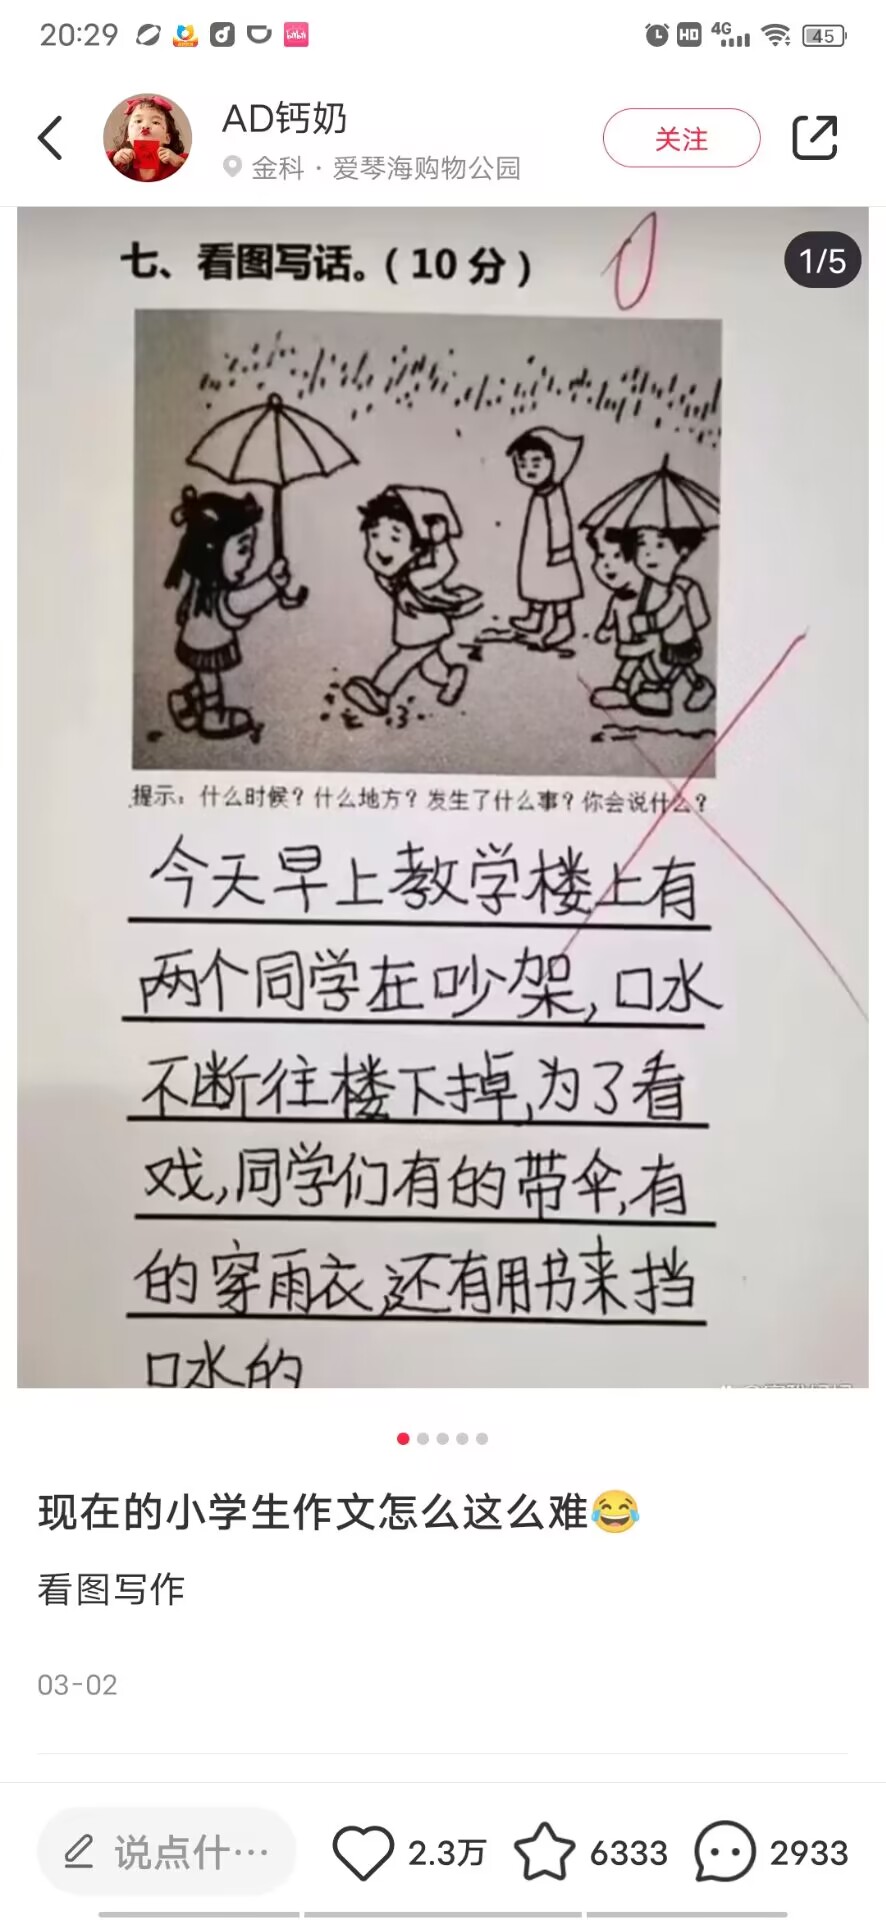 20:29
HD
4G
45
AD钙奶
金科·爱琴海购物公园
关注
七、看图写话。(10分)
0
1/5
提示:什么时候?什么地方?发生了什么事?你会说什么?
今天早上教学楼上有
两个同学在吵架,口水
不断往楼下掉,为了看
戏,同学们有的带伞,有
的穿雨衣,还有用书来挡
口水的
现在的小学生作文怎么这么难😂
看图写作
03-02
说点什…
2.3万
6333
2933